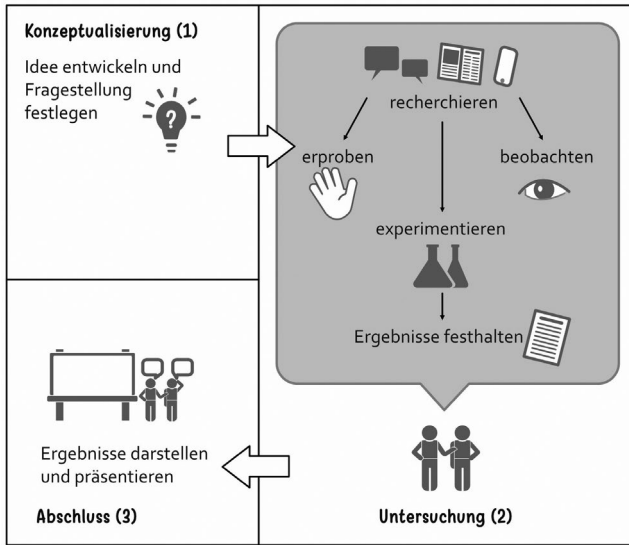 Konzeptualisierung (1)
Idee entwickeln und
Fragestellung
festlegen
?
recherchieren
erproben
beobachten
experimentieren
Ergebnisse festhalten
Untersuchung (2)
Ergebnisse darstellen
und präsentieren
Abschluss (3)